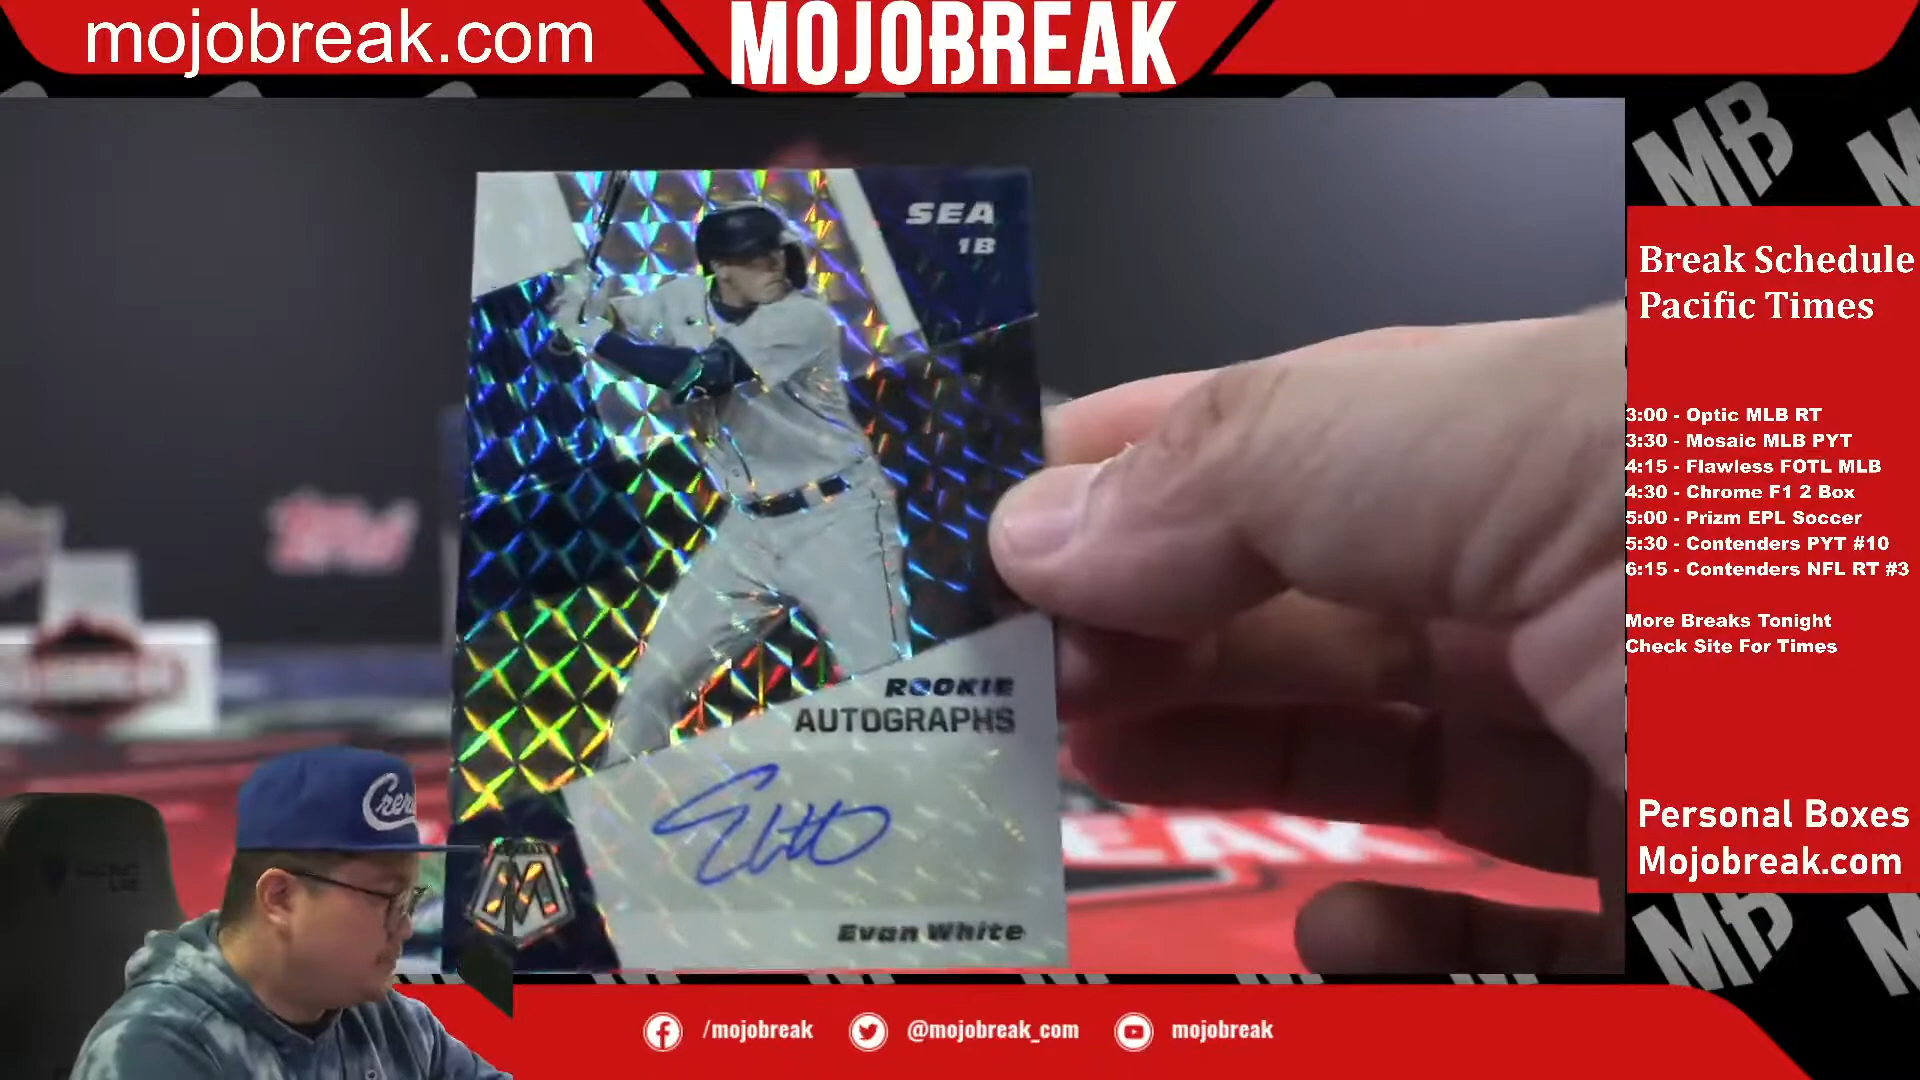 mojobreak.com
MOJOBREAK
SEA
1B
ROOKIE
AUTOGRAPHS
Evan White
Break Schedule
Pacific Times
3:00 - Optic MLB RT
3:30 - Mosaic MLB PYT
4:15 - Flawless FOTL MLB
4:30 - Chrome F1 2 Box
5:00 - Prizm EPL Soccer
5:30 - Contenders PYT #10
6:15 - Contenders NFL RT #3
More Breaks Tonight
Check Site For Times
Personal Boxes
Mojobreak.com
MB
MB
/mojobreak
@mojobreak_com
mojobreak